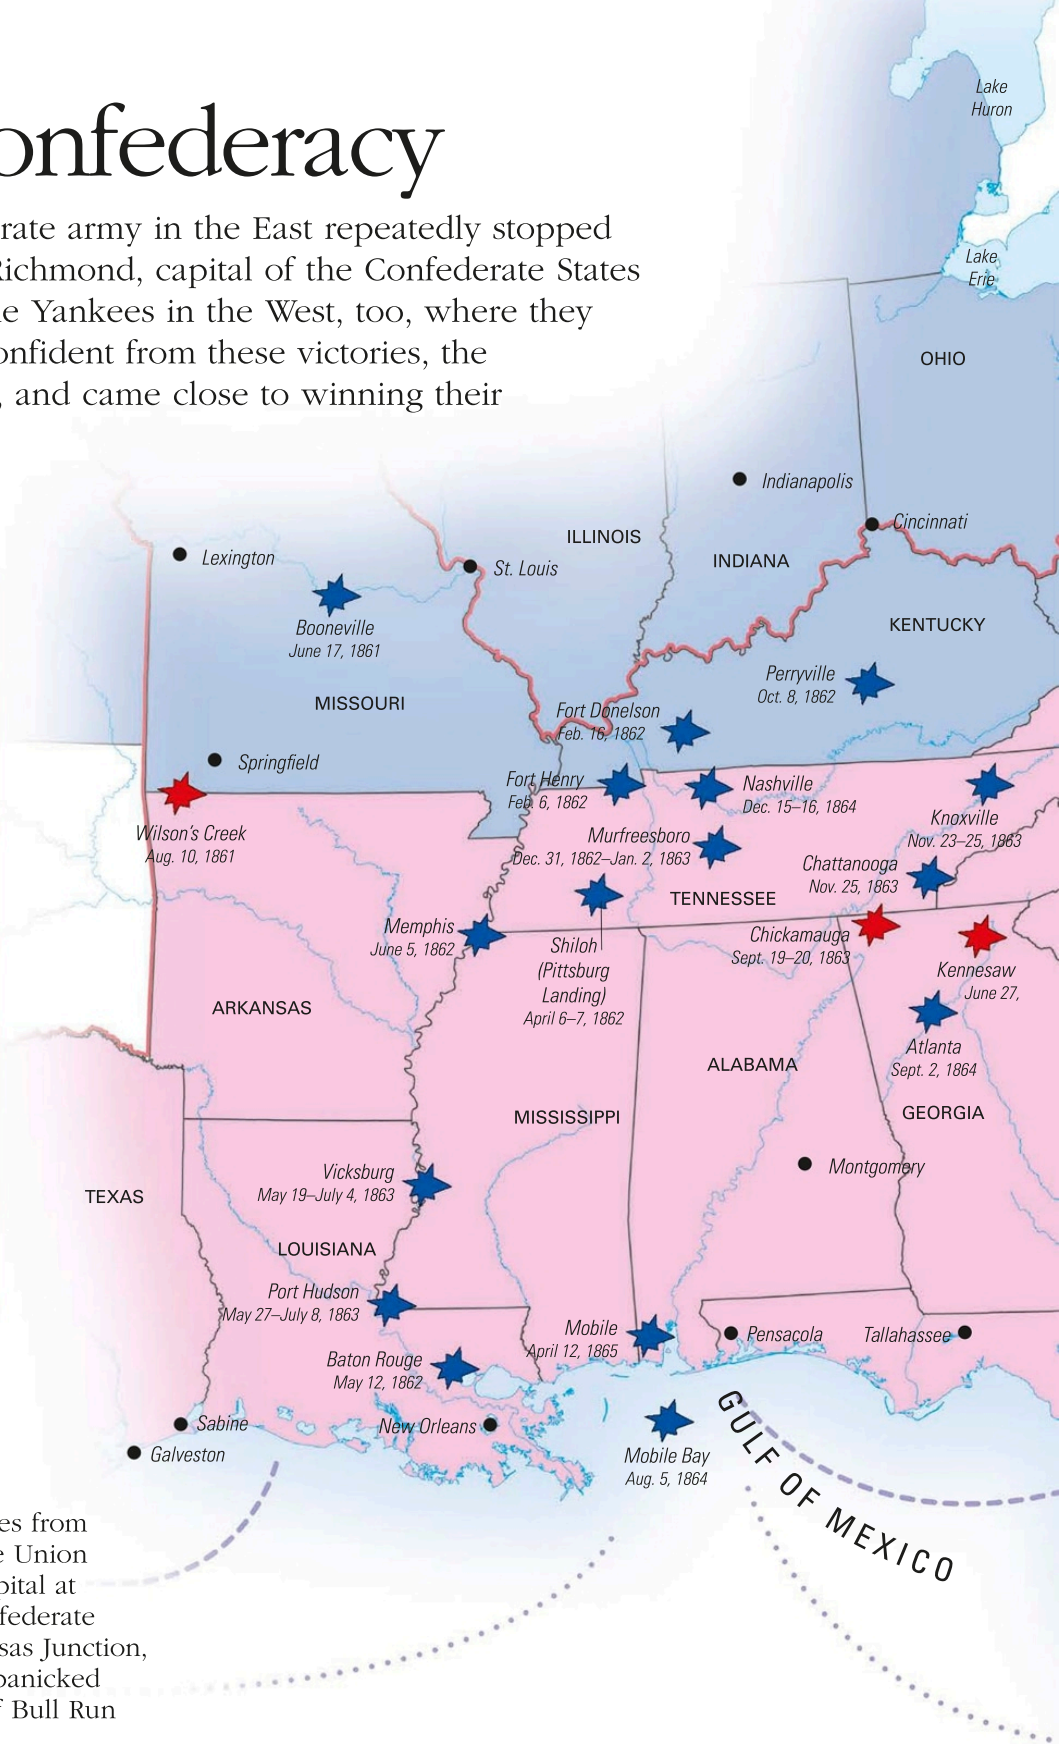 onfederacy
rate army in the East repeatedly stopped
Richmond, capital of the Confederate States
e Yankees in the West, too, where they
onfident from these victories, the
, and came close to winning their
Lake
Huron
Lake
Erie
OHIO
Indianapolis
Cincinnati
ILLINOIS
INDIANA
Lexington
St. Louis
Booneville
June 17, 1861
KENTUCKY
Perryville
Oct. 8, 1862
MISSOURI
Fort Donelson
Feb. 16, 1862
Springfield
Fort Henry
Feb. 6, 1862
Nashville
Dec. 15–16, 1864
Knoxville
Nov. 23–25, 1863
Wilson's Creek
Aug. 10, 1861
Murfreesboro
Dec. 31, 1862–Jan. 2, 1863
Chattanooga
Nov. 25, 1863
TENNESSEE
Memphis
June 5, 1862
Shiloh
(Pittsburg
Landing)
April 6–7, 1862
Chickamauga
Sept. 19–20, 1863
Kennesaw
June 27,
ARKANSAS
Atlanta
Sept. 2, 1864
ALABAMA
GEORGIA
MISSISSIPPI
Montgomery
Vicksburg
May 19–July 4, 1863
TEXAS
LOUISIANA
Port Hudson
May 27–July 8, 1863
Mobile
April 12, 1865
Pensacola
Tallahassee
Baton Rouge
May 12, 1862
Sabine
New Orleans
Galveston
Mobile Bay
Aug. 5, 1864
GULF OF MEXICO
es from
e Union
pital at
federate
sas Junction,
panicked
f Bull Run